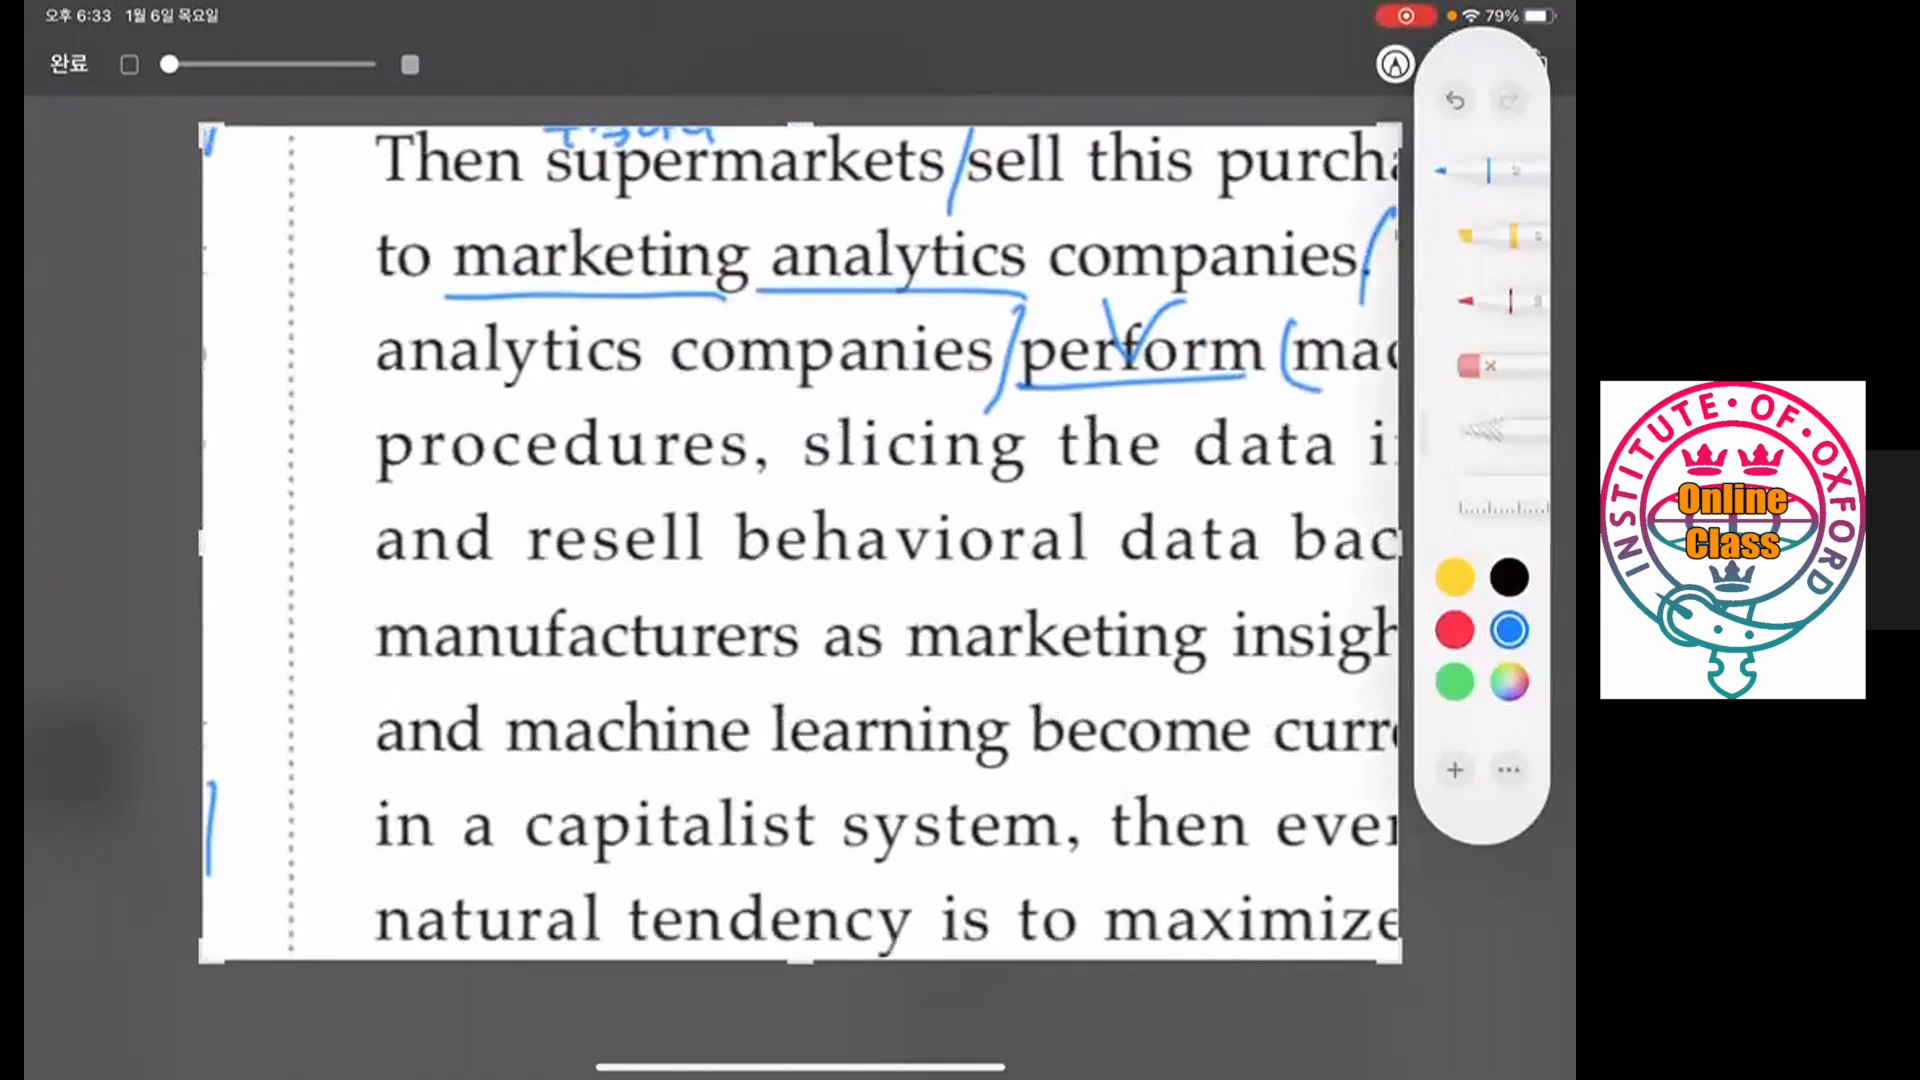 오후 6:33 1월 6일 목요일
79%
완료
Then supermarkets sell this purcha
to marketing analytics companies.
analytics companies perform (mac
procedures, slicing the data i
and resell behavioral data bac
manufacturers as marketing insigh
and machine learning become curre
in a capitalist system, then ever
natural tendency is to maximize
INSTITUTE • OF • OXFORD
Online
Class